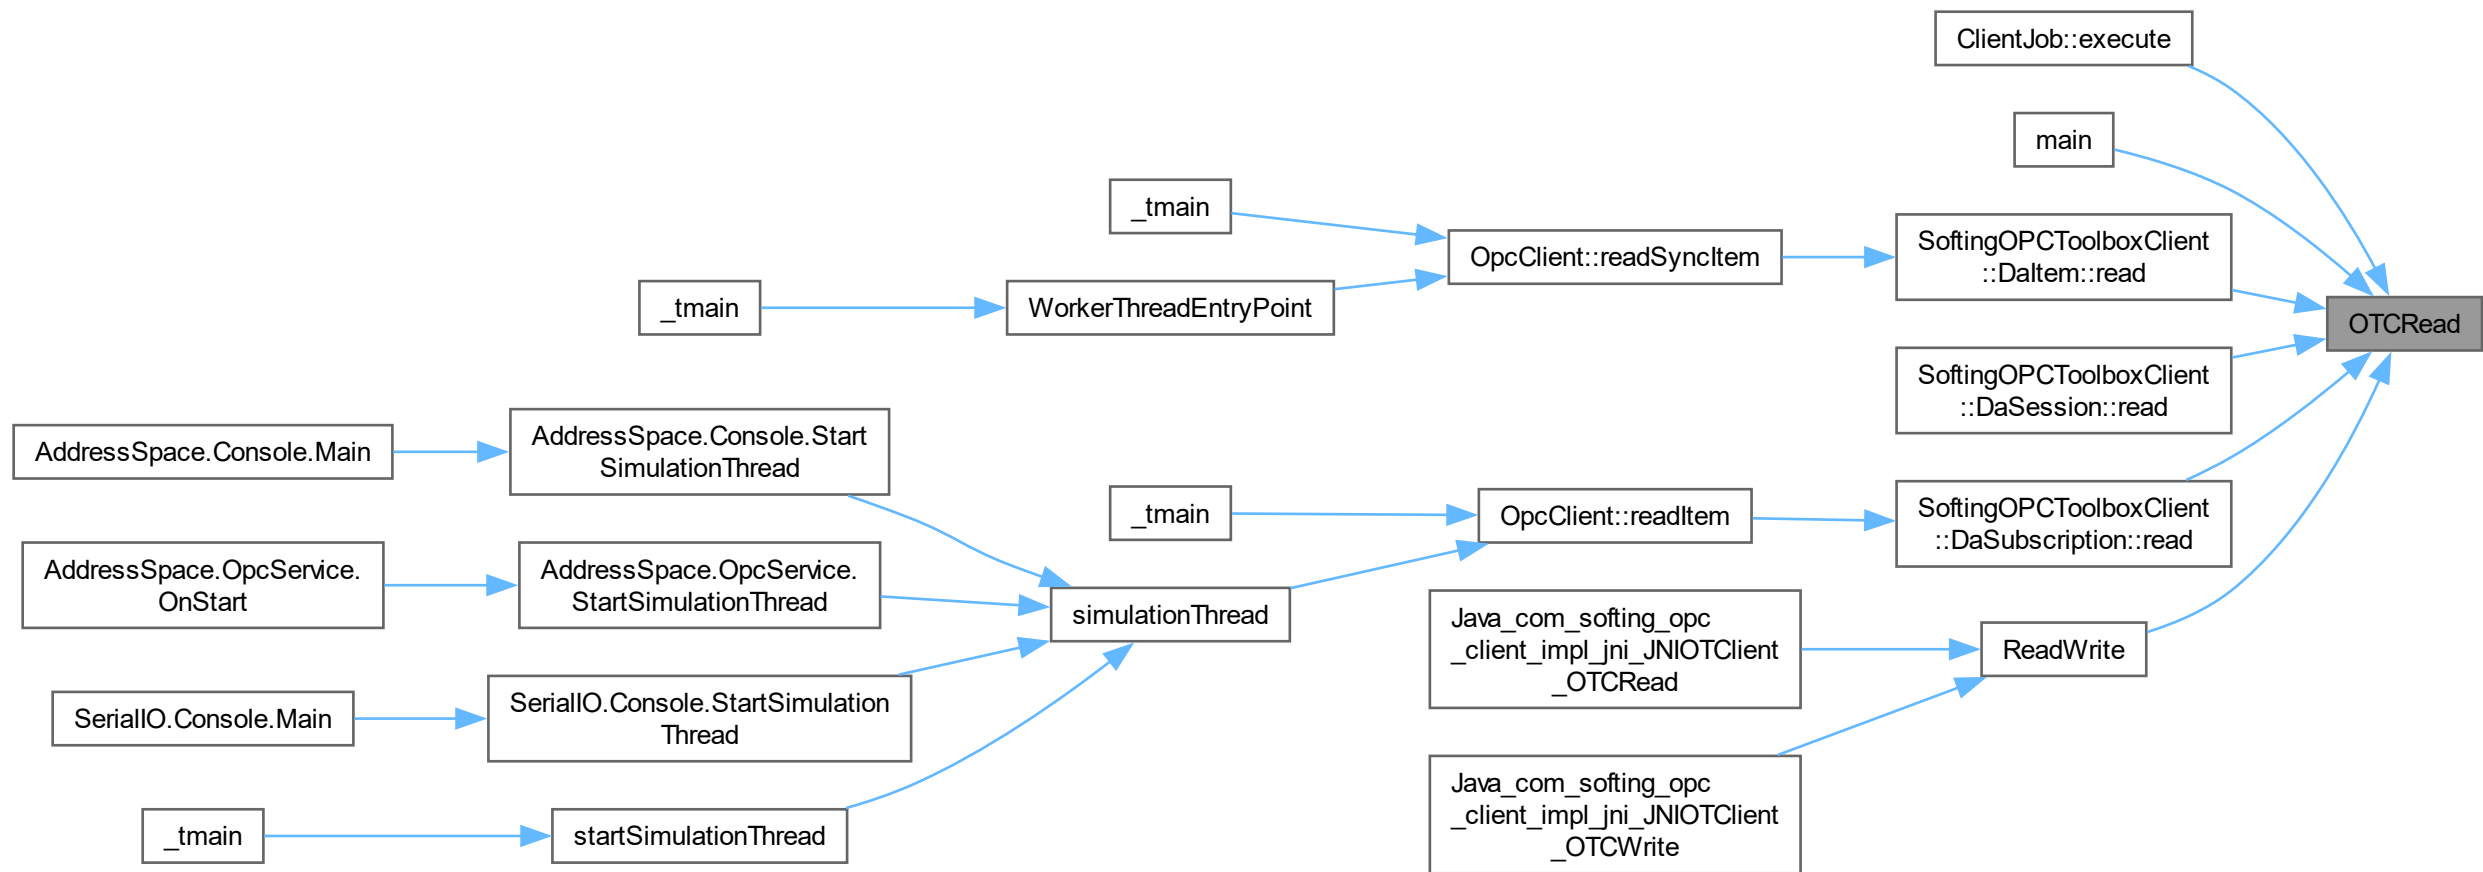 ClientJob::execute
main
_tmain
SoftingOPCToolboxClient
::DaItem::read
OpcClient::readSyncItem
_tmain
WorkerThreadEntryPoint
OTCRead
SoftingOPCToolboxClient
::DaSession::read
AddressSpace.Console.Main
AddressSpace.Console.Start
SimulationThread
_tmain
OpcClient::readItem
SoftingOPCToolboxClient
::DaSubscription::read
AddressSpace.OpcService.
OnStart
AddressSpace.OpcService.
StartSimulationThread
simulationThread
Java_com_softing_opc
_client_impl_jni_JNIOTClient
_OTCRead
ReadWrite
SerialIO.Console.Main
SerialIO.Console.StartSimulation
Thread
Java_com_softing_opc
_client_impl_jni_JNIOTClient
_OTCWrite
_tmain
startSimulationThread